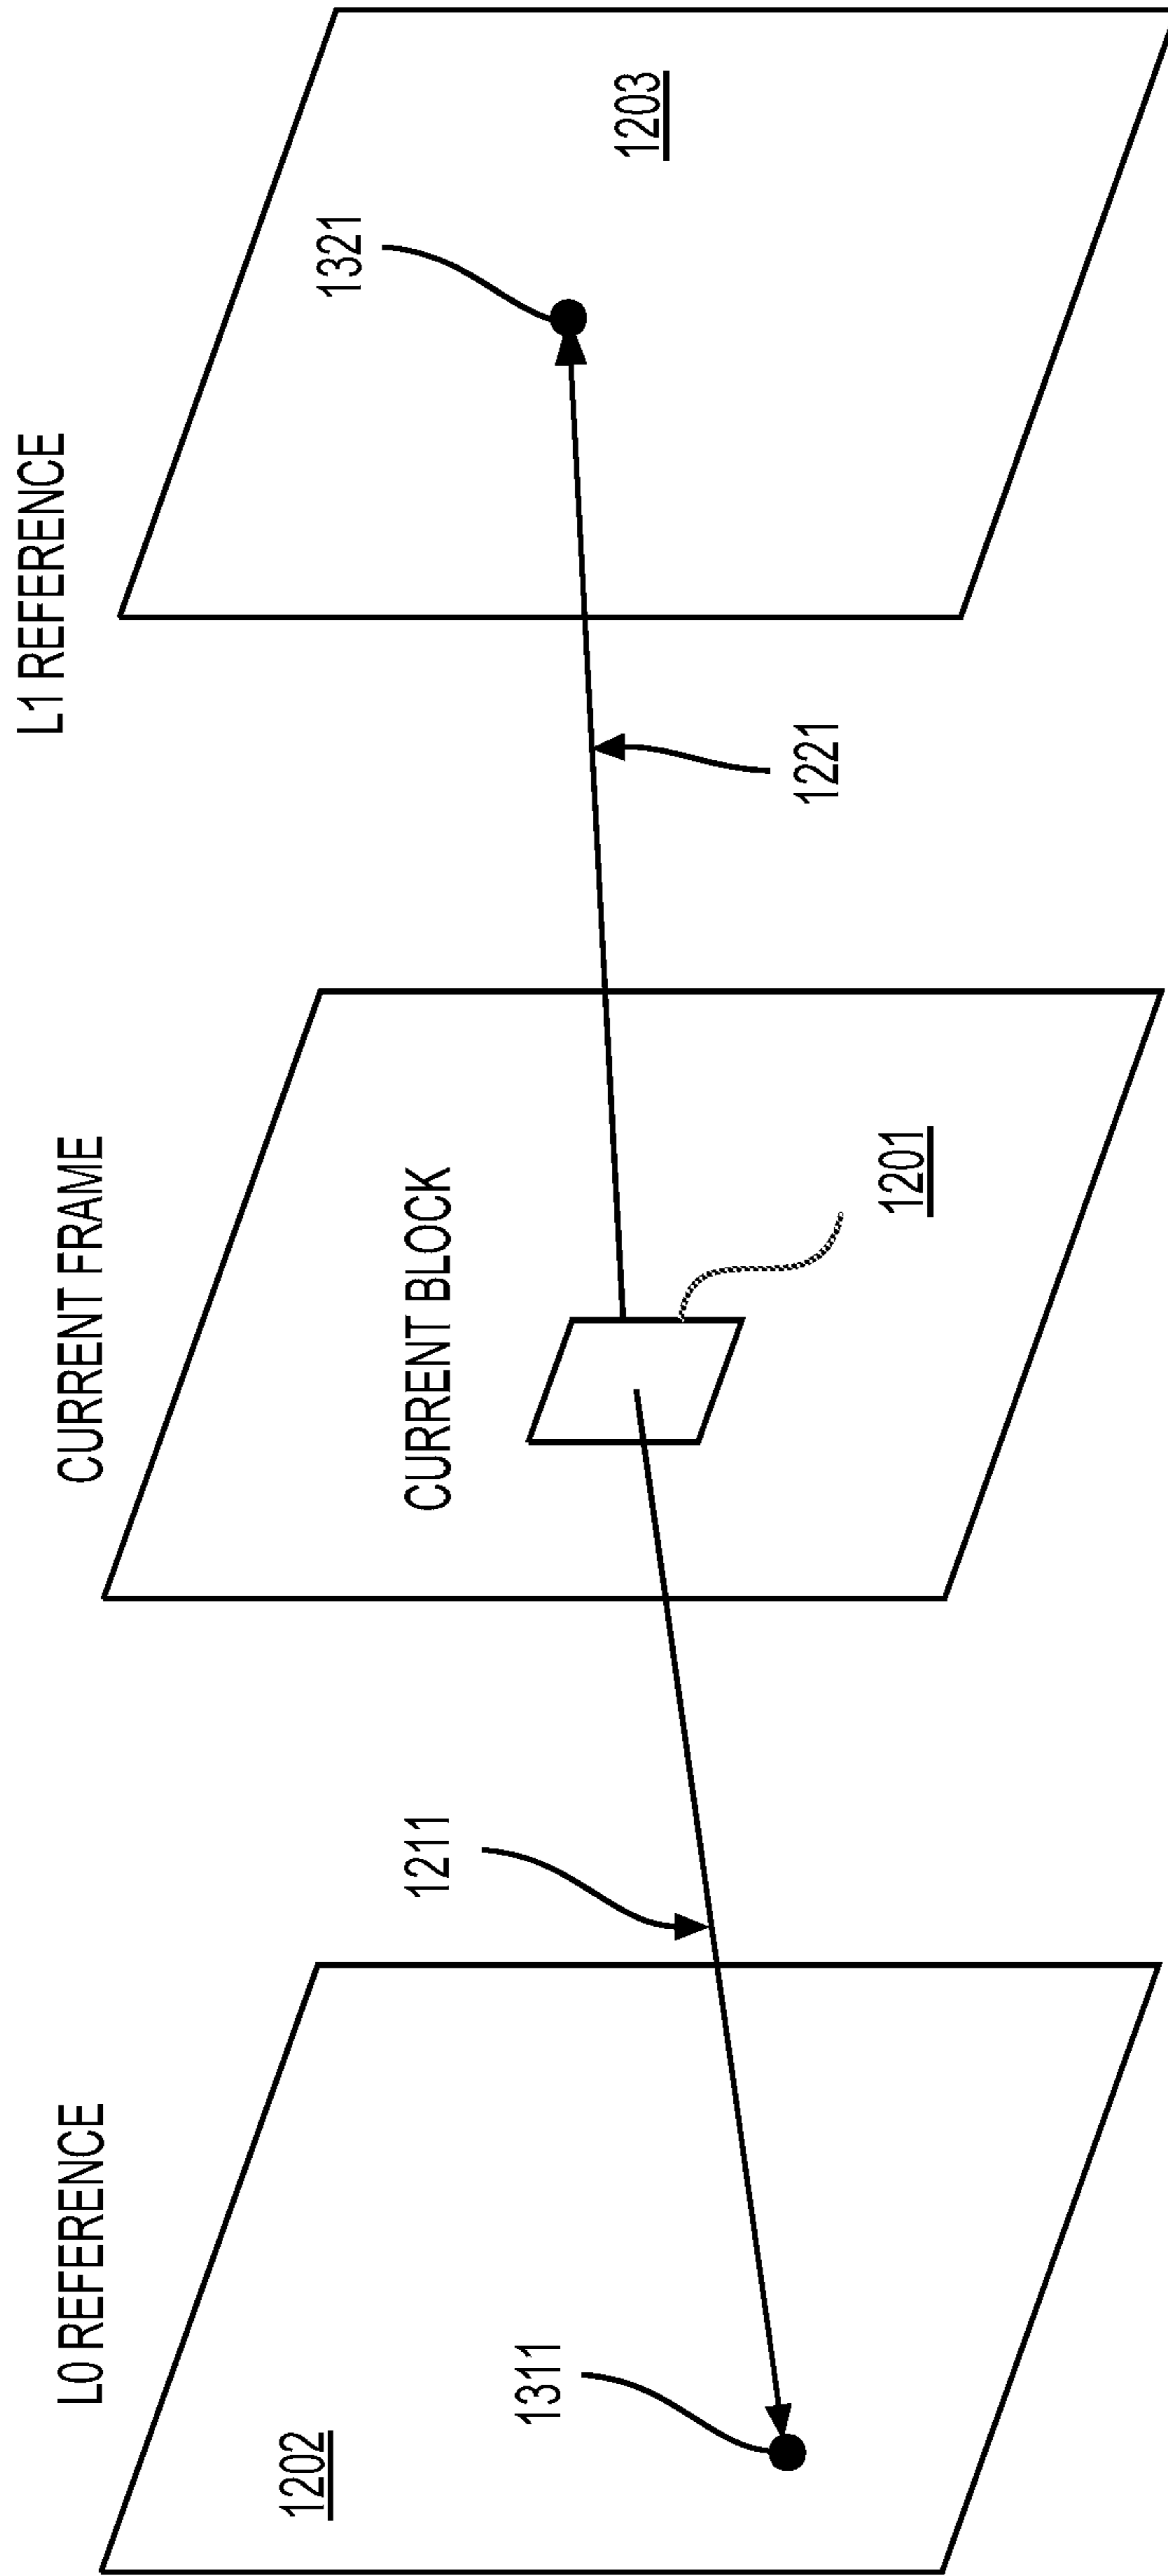 L0 REFERENCE
CURRENT FRAME
L1 REFERENCE
1202
1311
1211
CURRENT BLOCK
1201
1221
1321
1203